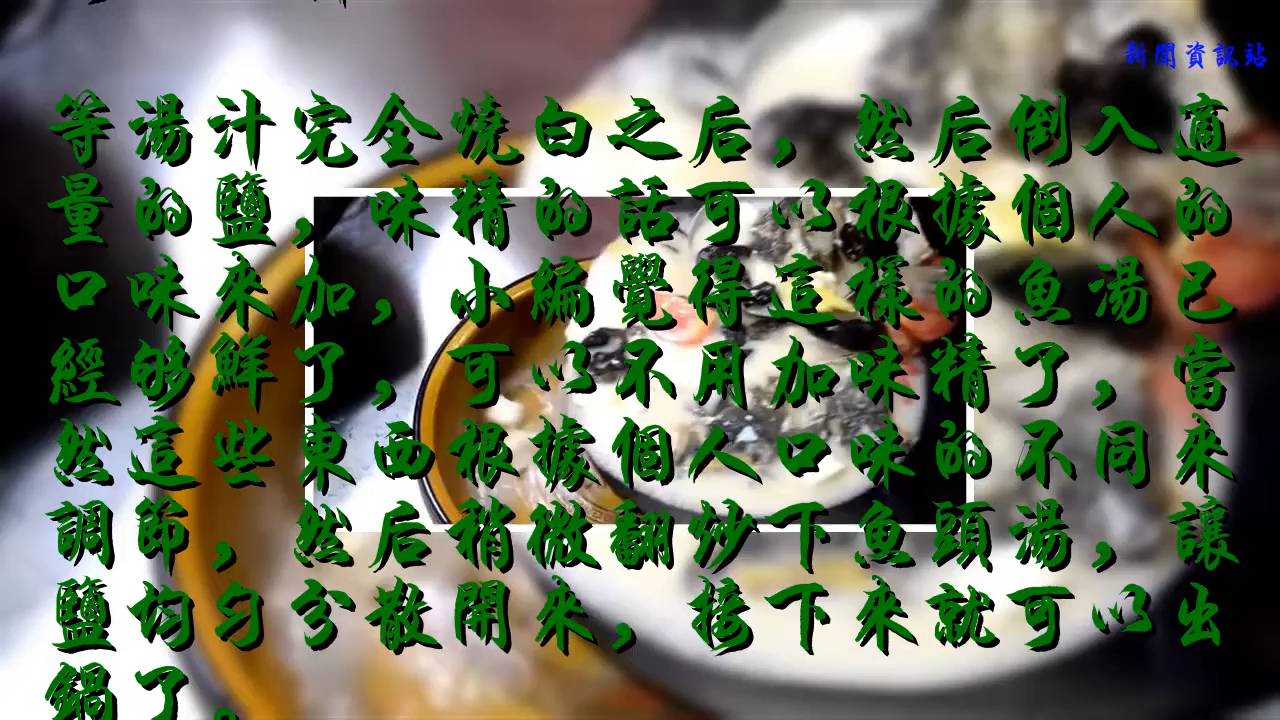 新聞資訊站
等湯汁完全燒白之后，然后倒入適
量的鹽，味精的話可以根據個人的
口味來加，小編覺得這樣的魚湯已
經够鮮了，可以不用加味精了，當
然這些東西根據個人口味的不同來
調節，然后稍微翻炒下魚頭湯，讓
鹽均匀分散開來，接下來就可以出
鍋了。